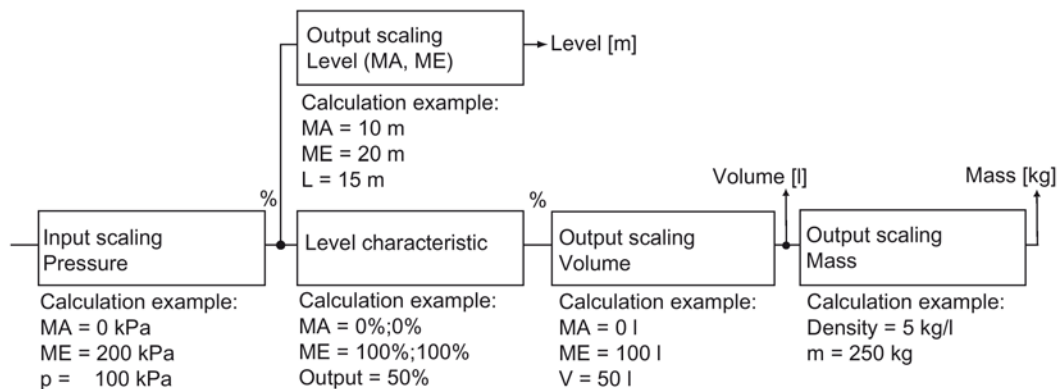 Output scaling
Level (MA, ME)
Level [m]
Calculation example:
MA = 10 m
ME = 20 m
L = 15 m
%
Input scaling
Pressure
Calculation example:
MA = 0 kPa
ME = 200 kPa
p = 100 kPa
Level characteristic
Calculation example:
MA = 0%;0%
ME = 100%;100%
Output = 50%
%
Output scaling
Volume
Volume [l]
Calculation example:
MA = 0 l
ME = 100 l
V = 50 l
Output scaling
Mass
Mass [kg]
Calculation example:
Density = 5 kg/l
m = 250 kg